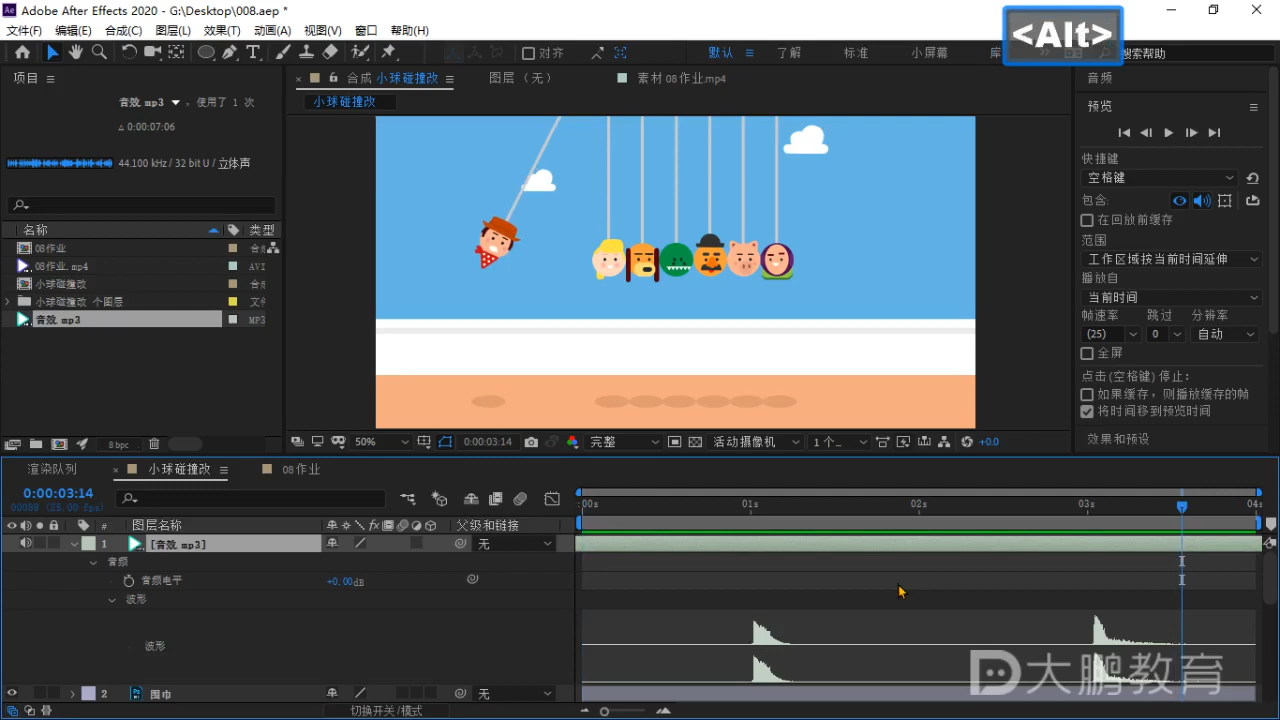 Adobe After Effects 2020 - G:\Desktop\008.aep *
文件(F) 编辑(E) 合成(C) 图层(L) 效果(T) 动画(A) 视图(V) 窗口 帮助(H)
<Alt>
对齐 默认 了解 标准 小屏幕 库 搜索帮助
项目
音效.mp3 , 使用了 1 次
Δ 0:00:07:06
44.100 kHz / 32 bit U / 立体声
名称 类型
08作业 合
08作业.mp4 AVI
小球碰撞改 合
小球碰撞改 个图层 文
音效.mp3 MP3
8 bpc
合成 小球碰撞改 图层（无） 素材 08作业.mp4
小球碰撞改
50% 0:00:03:14 完整 活动摄像机 1个... +0.0
音频
预览
快捷键
空格键
包含:
在回放前缓存
范围
工作区域按当前时间延伸
播放自
当前时间
帧速率 跳过 分辨率
(25) 0 自动
全屏
点击(空格键) 停止:
如果缓存，则播放缓存的帧
将时间移到预览时间
效果和预设
渲染队列 小球碰撞改 08作业
0:00:03:14
00089 (25.00 fps)
:00s 01s 02s 03s 04s
# 图层名称 父级和链接
1 [音效.mp3] 无
音频
音频电平 +0.00dB
波形
波形
2 围巾 无
切换开关/模式
大鹏教育